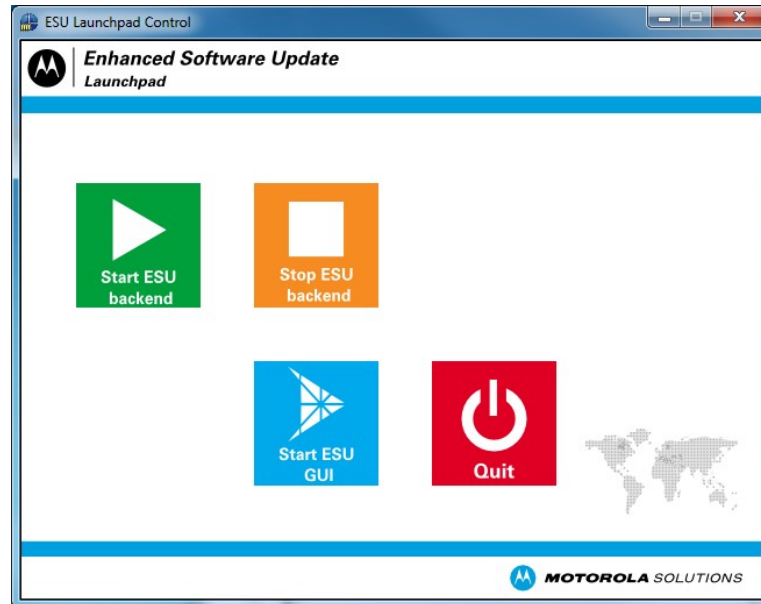 ESU Launchpad Control
Enhanced Software Update
Launchpad
Start ESU
backend
Stop ESU
backend
Start ESU
GUI
Quit
MOTOROLA SOLUTIONS